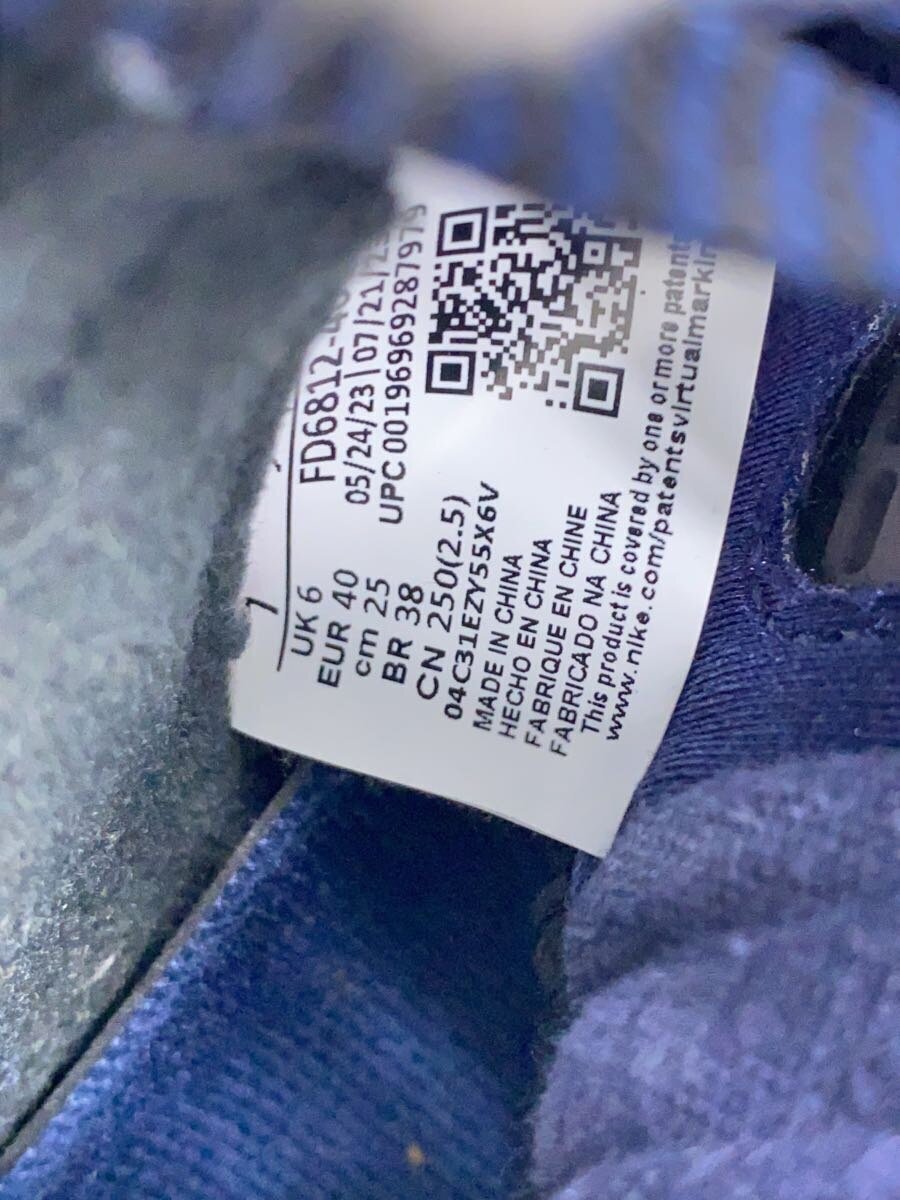 7
UK 6
EUR 40
cm 25
BR 38
CN 250(2.5)
FD6812-
05/24/23|07/21/23
UPC 00196969287979
04C31EZY55X6V
MADE IN CHINA
HECHO EN CHINA
FABRIQUE EN CHINE
FABRICADO NA CHINA
This product is covered by one or more
www.nike.com/patentsvirtualmarkin